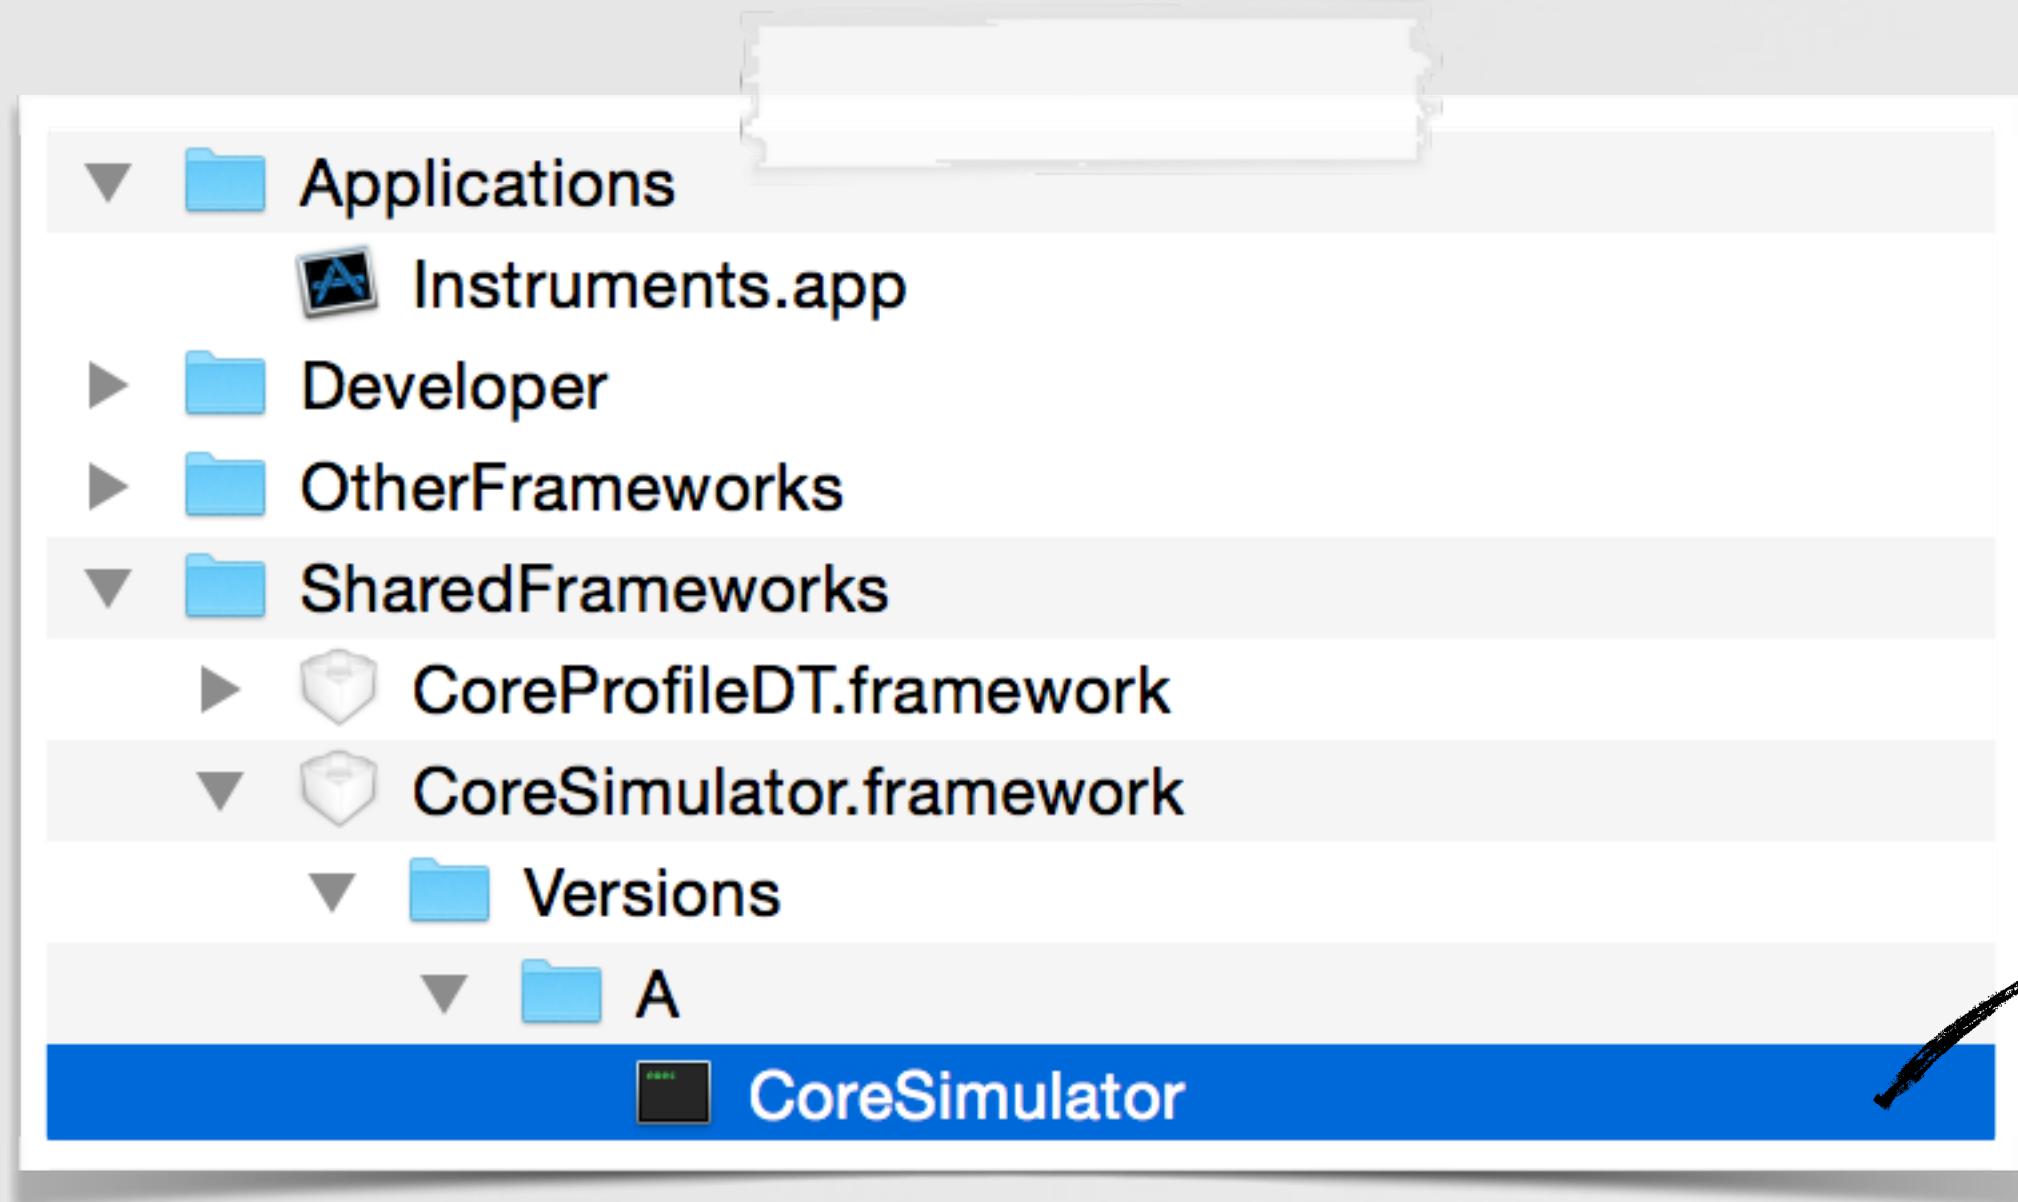 Applications
Instruments.app
Developer
OtherFrameworks
SharedFrameworks
CoreProfileDT.framework
CoreSimulator.framework
Versions
A
CoreSimulator